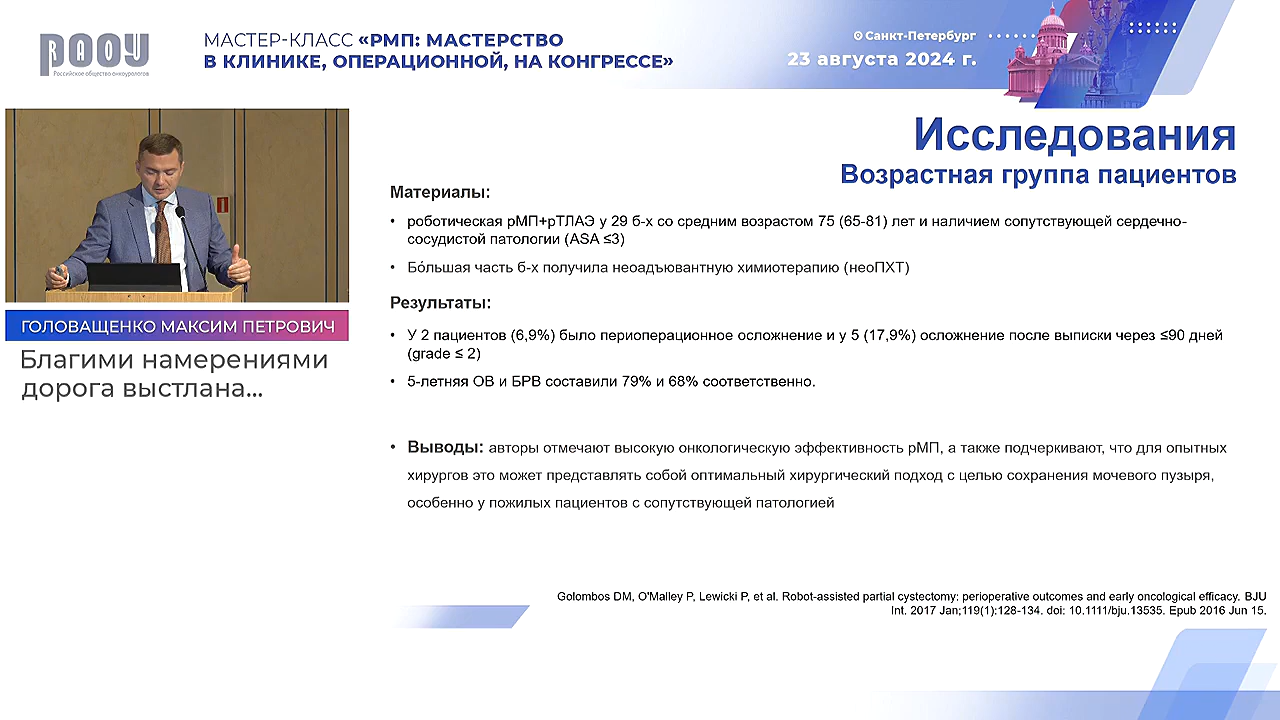 РАОУ
Российское общество онкоурологов
МАСТЕР-КЛАСС «РМП: МАСТЕРСТВО
В КЛИНИКЕ, ОПЕРАЦИОННОЙ, НА КОНГРЕССЕ»
Санкт-Петербург
23 августа 2024 г.
Исследования
Возрастная группа пациентов
Материалы:
• роботическая рМП+рТЛАЭ у 29 б-х со средним возрастом 75 (65-81) лет и наличием сопутствующей сердечно-
сосудистой патологии (ASA ≤3)
• Бо́льшая часть б-х получила неоадъювантную химиотерапию (неоПХТ)
Результаты:
• У 2 пациентов (6,9%) было периоперационное осложнение и у 5 (17,9%) осложнение после выписки через ≤90 дней
(grade ≤ 2)
• 5-летняя ОВ и БРВ составили 79% и 68% соответственно.
• Выводы: авторы отмечают высокую онкологическую эффективность рМП, а также подчеркивают, что для опытных
хирургов это может представлять собой оптимальный хирургический подход с целью сохранения мочевого пузыря,
особенно у пожилых пациентов с сопутствующей патологией
Golombos DM, O'Malley P, Lewicki P, et al. Robot-assisted partial cystectomy: perioperative outcomes and early oncological efficacy. BJU
Int. 2017 Jan;119(1):128-134. doi: 10.1111/bju.13535. Epub 2016 Jun 15.
ГОЛОВАЩЕНКО МАКСИМ ПЕТРОВИЧ
Благими намерениями
дорога выстлана...